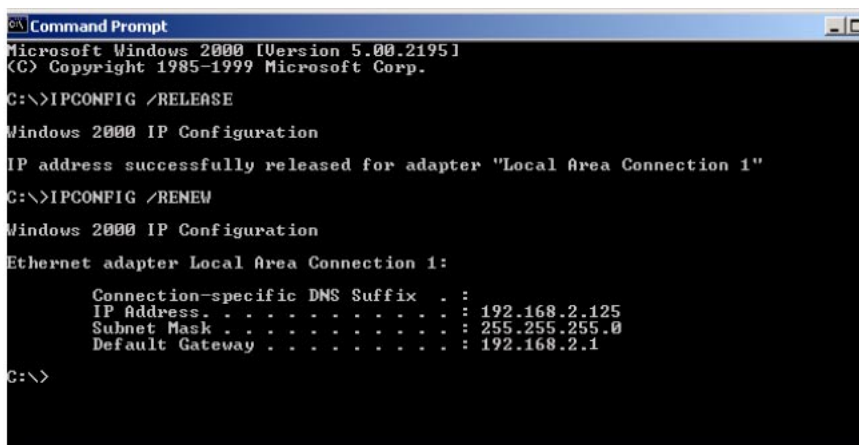 Command Prompt
Microsoft Windows 2000 [Version 5.00.2195]
(C) Copyright 1985-1999 Microsoft Corp.
C:\>IPCONFIG /RELEASE
Windows 2000 IP Configuration
IP address successfully released for adapter "Local Area Connection 1"
C:\>IPCONFIG /RENEW
Windows 2000 IP Configuration
Ethernet adapter Local Area Connection 1:
Connection-specific DNS Suffix . :
IP Address. . . . . . . . . . . . : 192.168.2.125
Subnet Mask . . . . . . . . . . . : 255.255.255.0
Default Gateway . . . . . . . . . : 192.168.2.1
C:\>